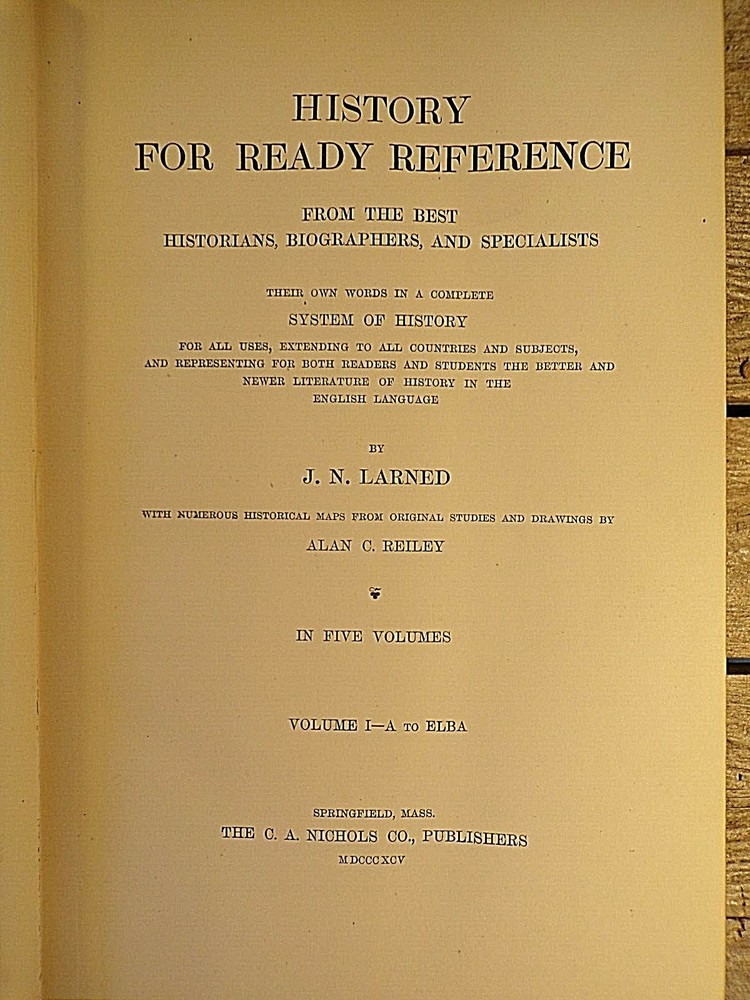 HISTORY
FOR READY REFERENCE
FROM THE BEST
HISTORIANS, BIOGRAPHERS, AND SPECIALISTS
THEIR OWN WORDS IN A COMPLETE
SYSTEM OF HISTORY
FOR ALL USES, EXTENDING TO ALL COUNTRIES AND SUBJECTS,
AND REPRESENTING FOR BOTH READERS AND STUDENTS THE BETTER AND
NEWER LITERATURE OF HISTORY IN THE
ENGLISH LANGUAGE
BY
J. N. LARNED
WITH NUMEROUS HISTORICAL MAPS FROM ORIGINAL STUDIES AND DRAWINGS BY
ALAN C. REILEY
IN FIVE VOLUMES
VOLUME I—A TO ELBA
SPRINGFIELD, MASS.
THE C. A. NICHOLS CO., PUBLISHERS
MDCCCXCV